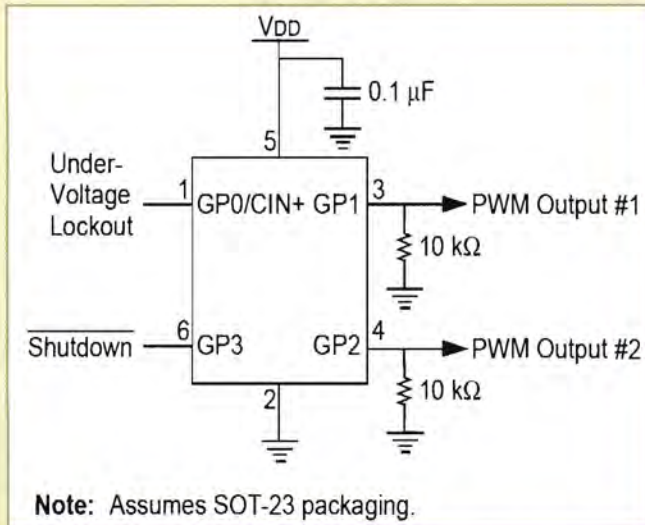 VDD
0.1 µF
5
Under-
Voltage
Lockout
1
GP0/CIN+
GP1
3
PWM Output #1
10 kΩ
Shutdown
6
GP3
GP2
4
PWM Output #2
10 kΩ
2
Note: Assumes SOT-23 packaging.